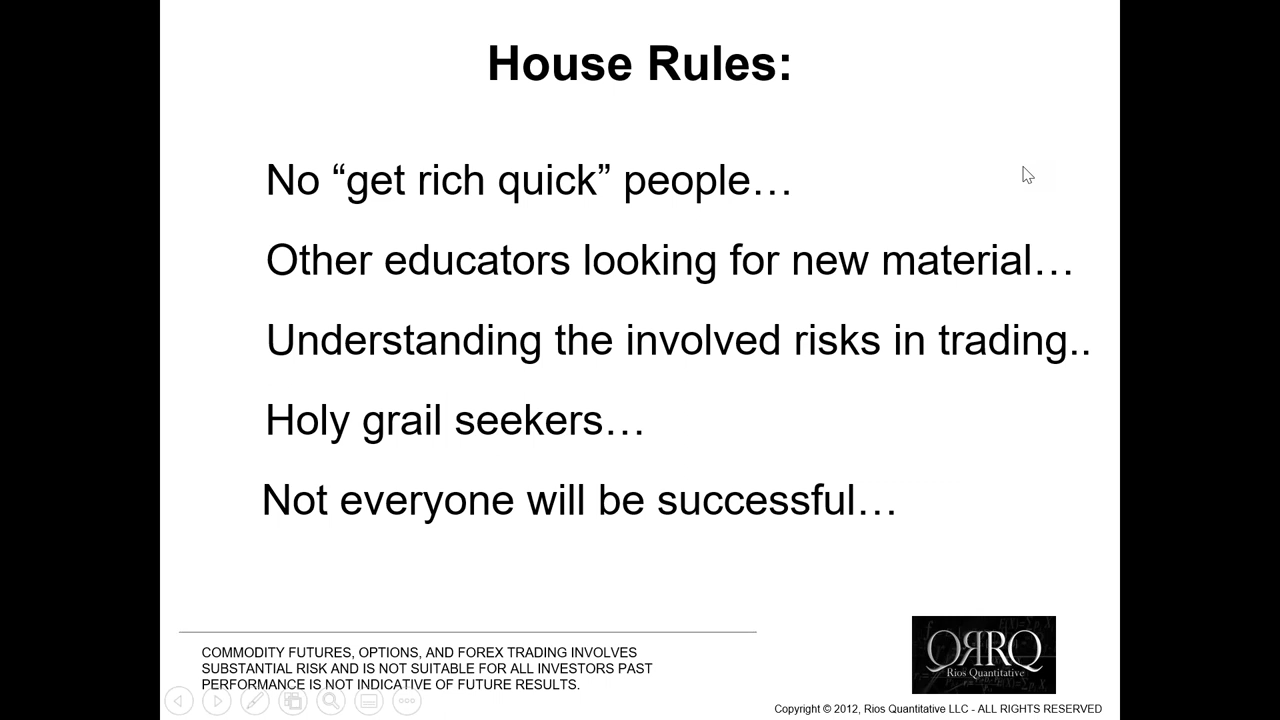 House Rules:
No “get rich quick” people…
Other educators looking for new material…
Understanding the involved risks in trading..
Holy grail seekers…
Not everyone will be successful…
COMMODITY FUTURES, OPTIONS, AND FOREX TRADING INVOLVES
SUBSTANTIAL RISK AND IS NOT SUITABLE FOR ALL INVESTORS PAST
PERFORMANCE IS NOT INDICATIVE OF FUTURE RESULTS.
Rios Quantitative
Copyright © 2012, Rios Quantitative LLC - ALL RIGHTS RESERVED